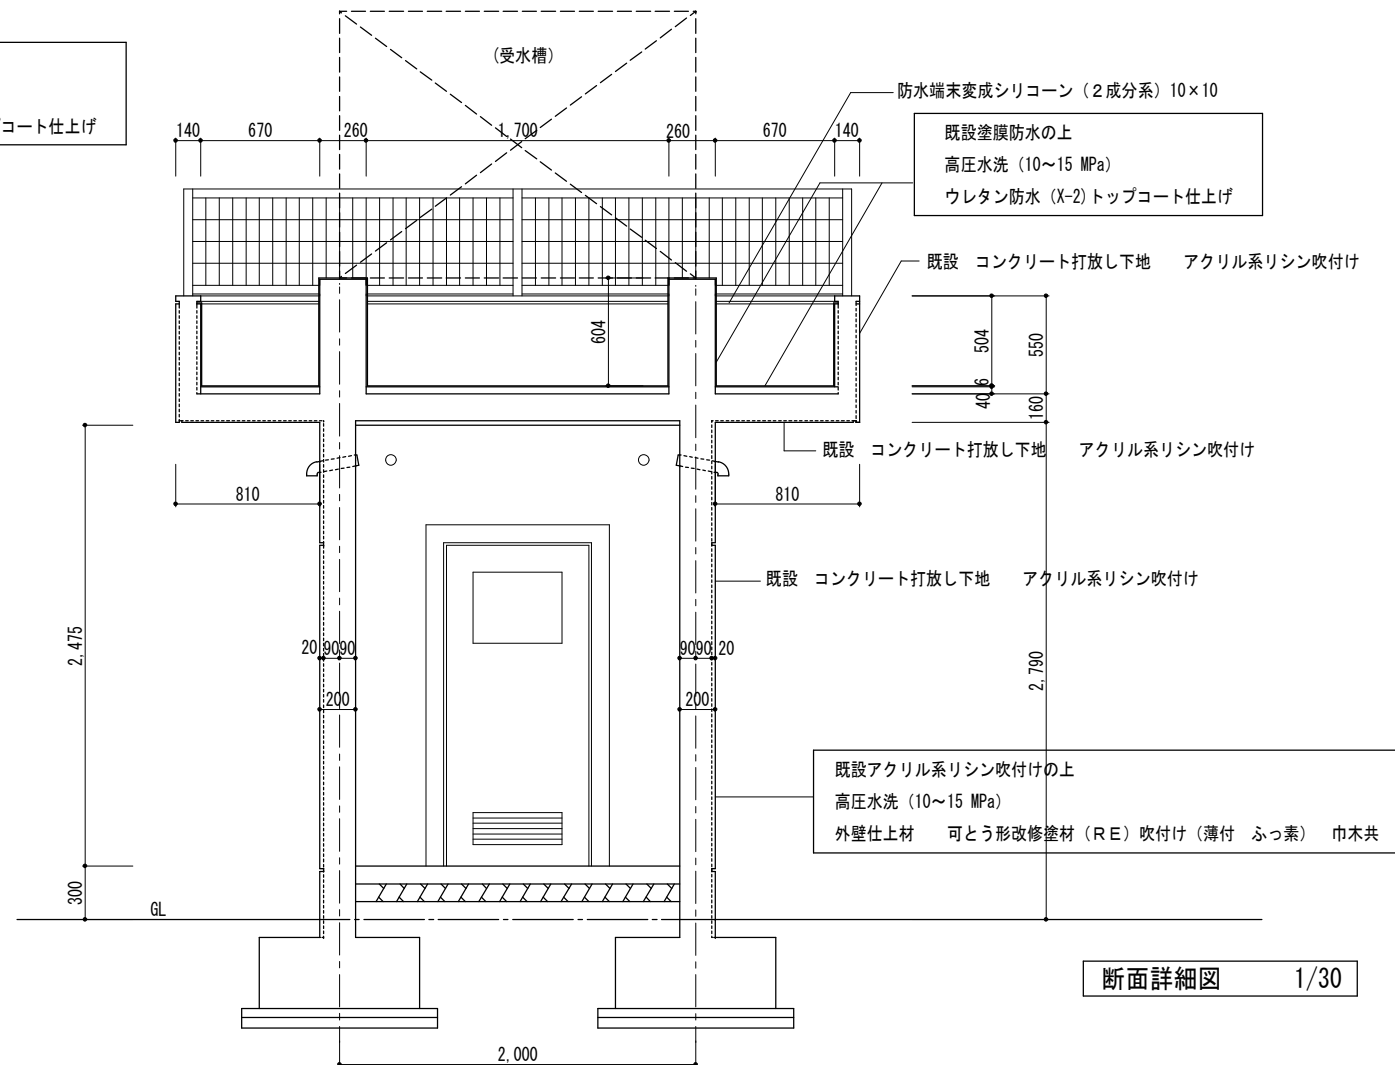 (受水槽)
コート仕上げ
防水端末変成シリコーン（２成分系）10×10
140 670 260 1,700 260 670 140
既設塗膜防水の上
高圧水洗（10～15 MPa）
ウレタン防水（X-2）トップコート仕上げ
既設　コンクリート打放し下地　　アクリル系リシン吹付け
604
504
550
6
40
160
既設　コンクリート打放し下地　　アクリル系リシン吹付け
810
810
既設　コンクリート打放し下地　　アクリル系リシン吹付け
2,475
20 90 90
90 90 20
2,790
200
200
既設アクリル系リシン吹付けの上
高圧水洗（10～15 MPa）
外壁仕上材　　可とう形改修塗材（ＲＥ）吹付け（薄付　ふっ素）　巾木共
300
GL
断面詳細図　　1/30
2,000